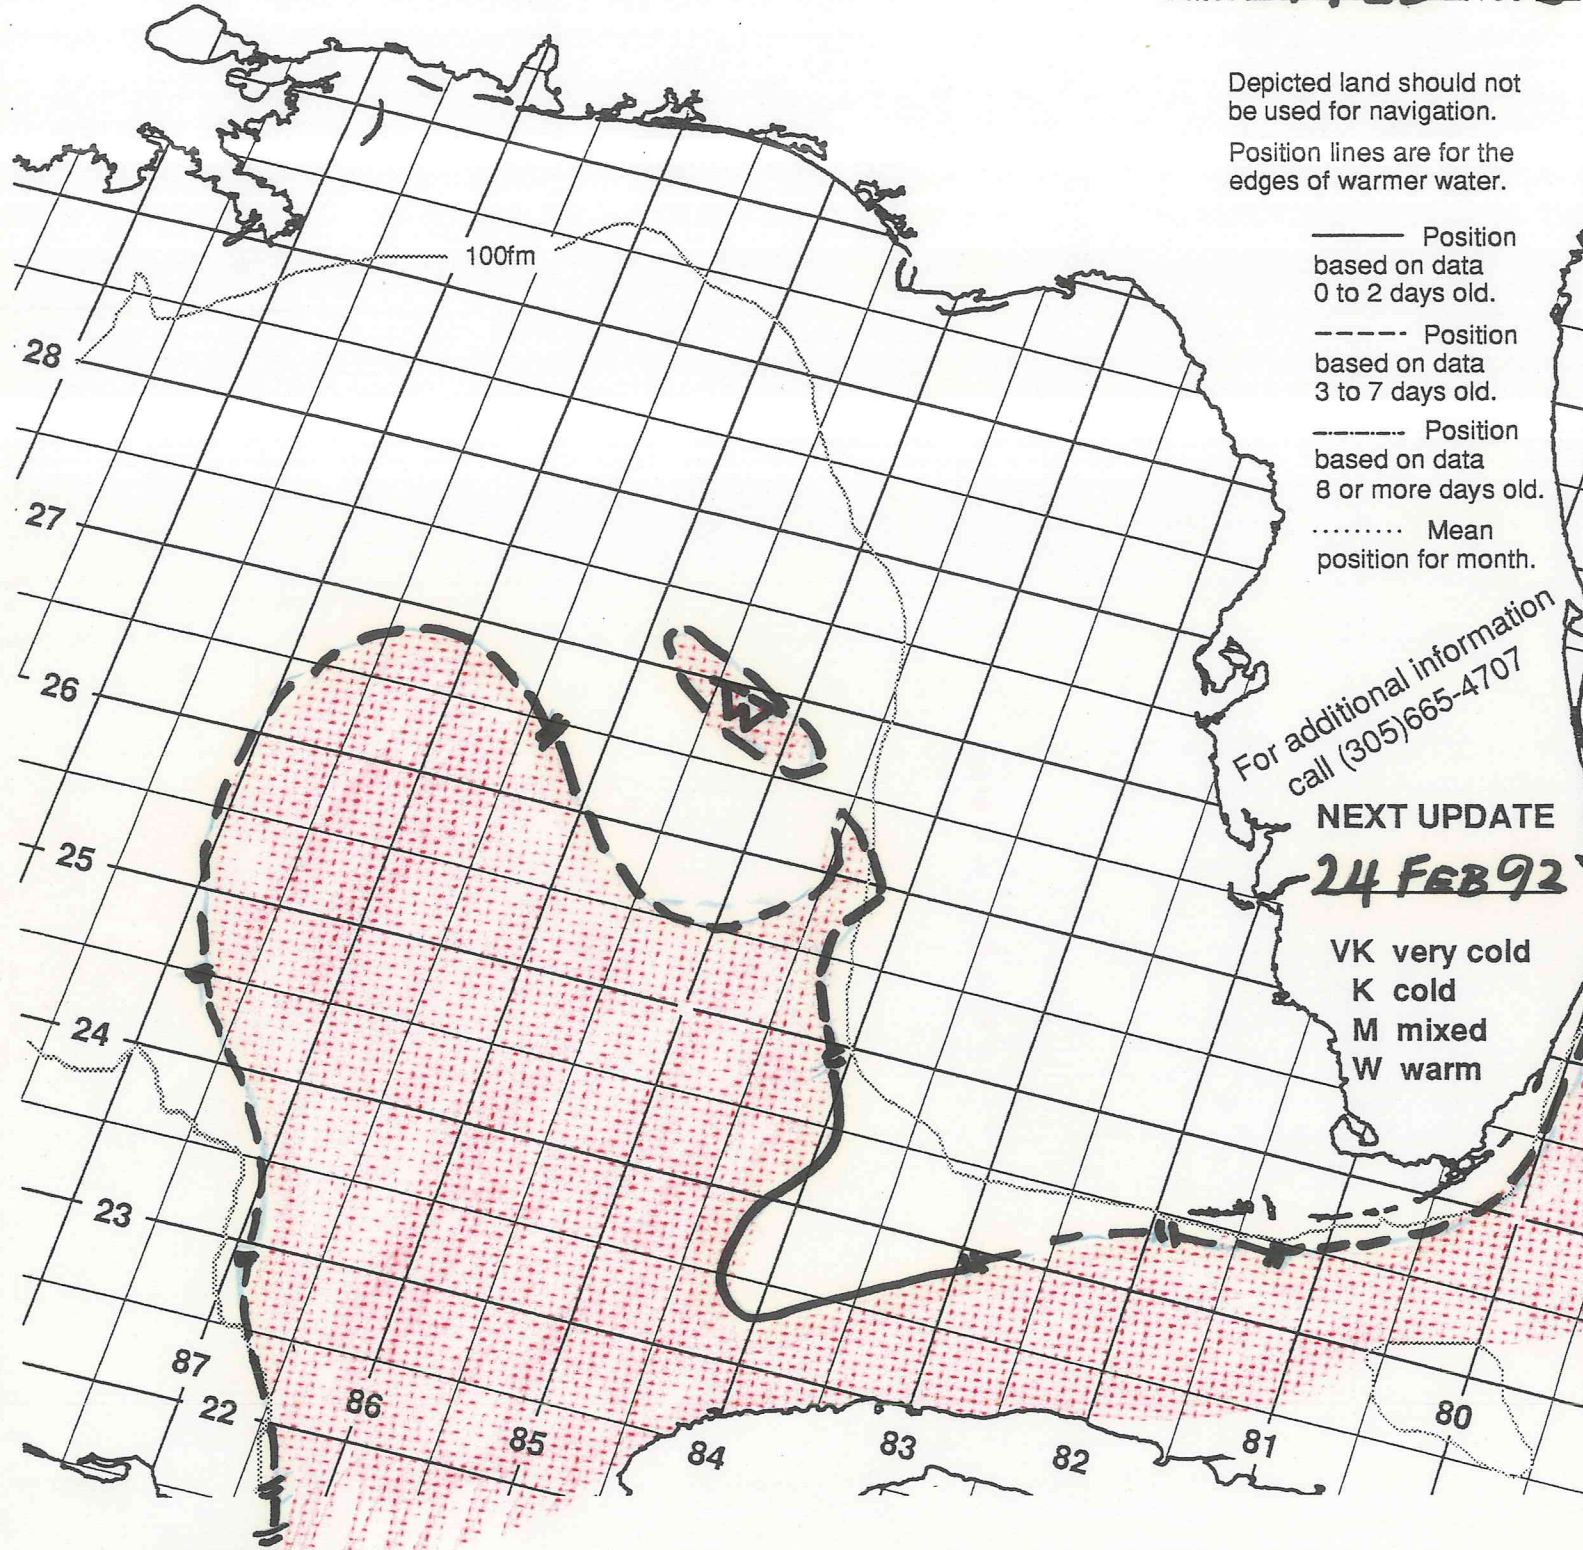 Depicted land should not
be used for navigation.
Position lines are for the
edges of warmer water.
Position
based on data
0 to 2 days old.
Position
based on data
3 to 7 days old.
Position
based on data
8 or more days old.
Mean
position for month.
For additional information
call (305)665-4707
NEXT UPDATE
24 FEB 92
VK very cold
K cold
M mixed
W warm
100fm
28
27
26
W
25
24
23
87
22
86
85
84
83
82
81
80